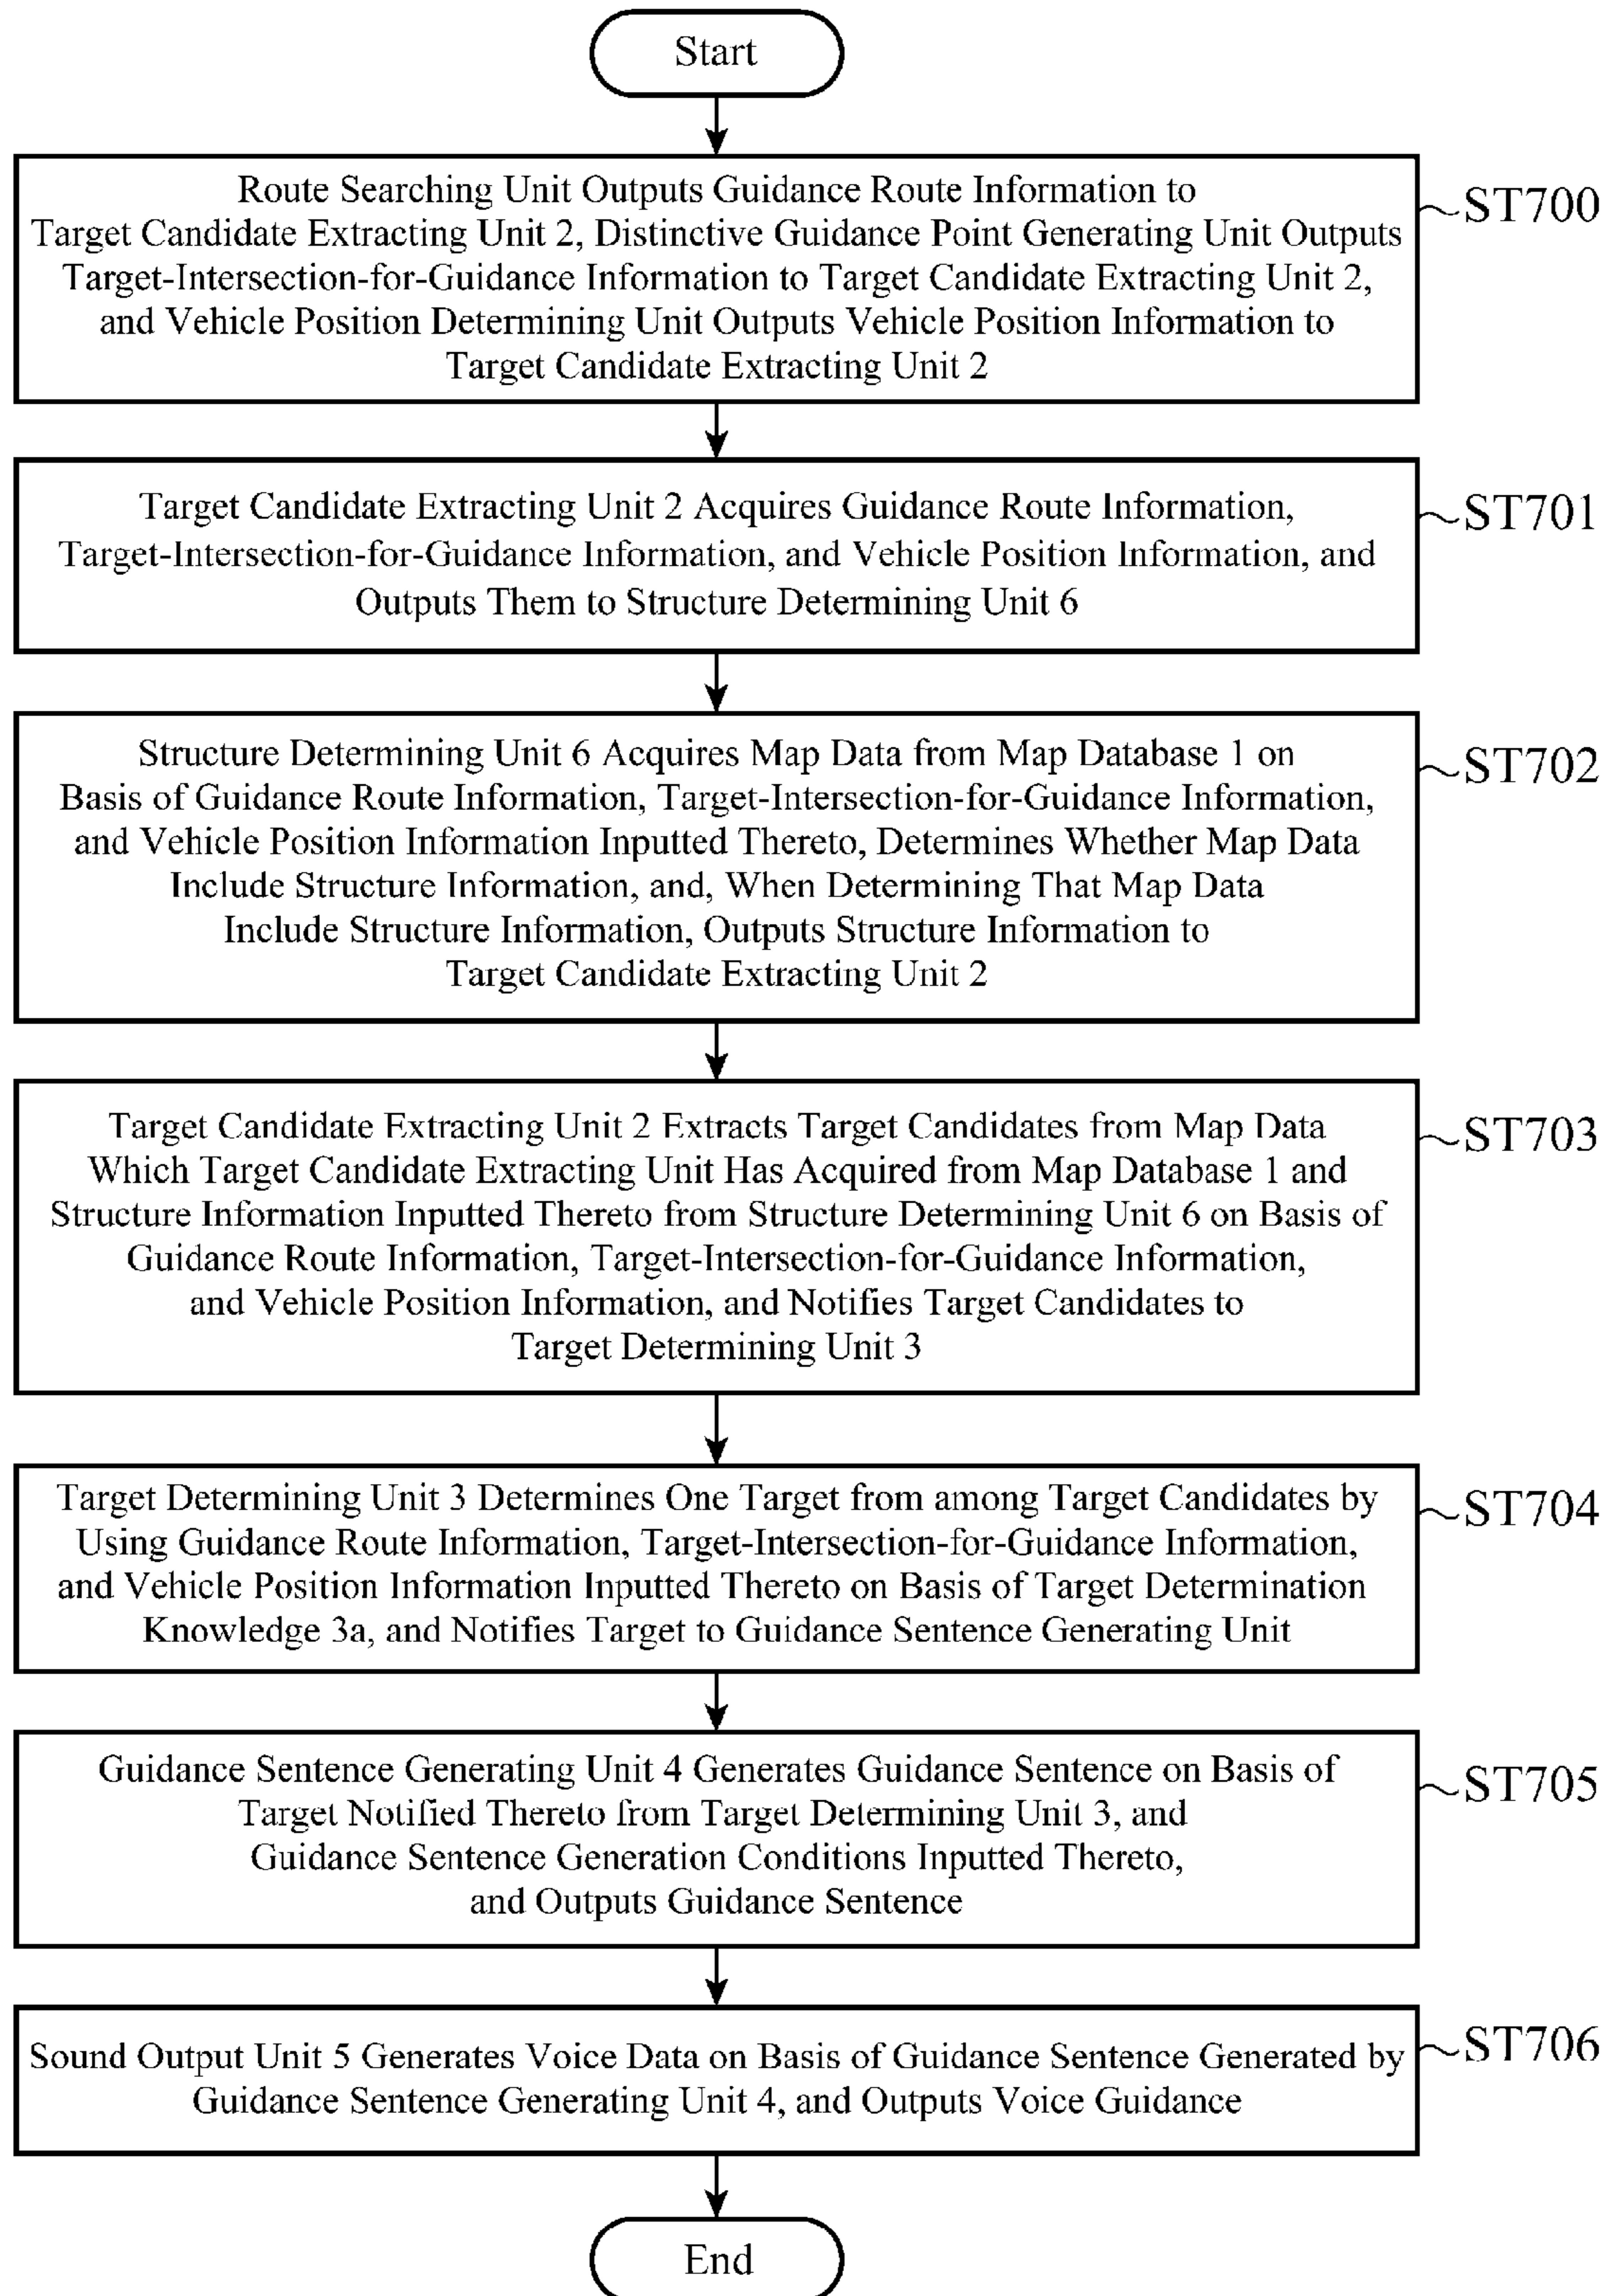 Start
Route Searching Unit Outputs Guidance Route Information to
Target Candidate Extracting Unit 2, Distinctive Guidance Point Generating Unit Outputs
Target-Intersection-for-Guidance Information to Target Candidate Extracting Unit 2,
and Vehicle Position Determining Unit Outputs Vehicle Position Information to
Target Candidate Extracting Unit 2
ST700
Target Candidate Extracting Unit 2 Acquires Guidance Route Information,
Target-Intersection-for-Guidance Information, and Vehicle Position Information, and
Outputs Them to Structure Determining Unit 6
ST701
Structure Determining Unit 6 Acquires Map Data from Map Database 1 on
Basis of Guidance Route Information, Target-Intersection-for-Guidance Information,
and Vehicle Position Information Inputted Thereto, Determines Whether Map Data
Include Structure Information, and, When Determining That Map Data
Include Structure Information, Outputs Structure Information to
Target Candidate Extracting Unit 2
ST702
Target Candidate Extracting Unit 2 Extracts Target Candidates from Map Data
Which Target Candidate Extracting Unit Has Acquired from Map Database 1 and
Structure Information Inputted Thereto from Structure Determining Unit 6 on Basis of
Guidance Route Information, Target-Intersection-for-Guidance Information,
and Vehicle Position Information, and Notifies Target Candidates to
Target Determining Unit 3
ST703
Target Determining Unit 3 Determines One Target from among Target Candidates by
Using Guidance Route Information, Target-Intersection-for-Guidance Information,
and Vehicle Position Information Inputted Thereto on Basis of Target Determination
Knowledge 3a, and Notifies Target to Guidance Sentence Generating Unit
ST704
Guidance Sentence Generating Unit 4 Generates Guidance Sentence on Basis of
Target Notified Thereto from Target Determining Unit 3, and
Guidance Sentence Generation Conditions Inputted Thereto,
and Outputs Guidance Sentence
ST705
Sound Output Unit 5 Generates Voice Data on Basis of Guidance Sentence Generated by
Guidance Sentence Generating Unit 4, and Outputs Voice Guidance
ST706
End